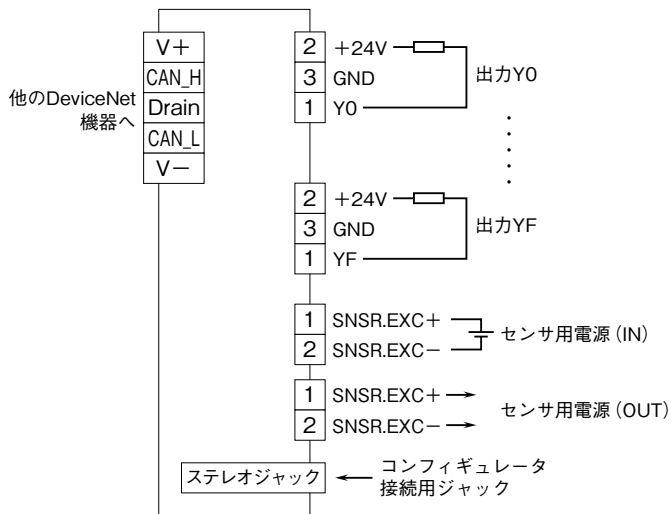 他のDeviceNet
機器へ
V+
CAN_H
Drain
CAN_L
V−
2 +24V
3 GND
1 Y0
出力Y0
2 +24V
3 GND
1 YF
出力YF
1 SNSR.EXC+
2 SNSR.EXC−
センサ用電源(IN)
1 SNSR.EXC+
2 SNSR.EXC−
センサ用電源(OUT)
ステレオジャック
コンフィギュレータ
接続用ジャック